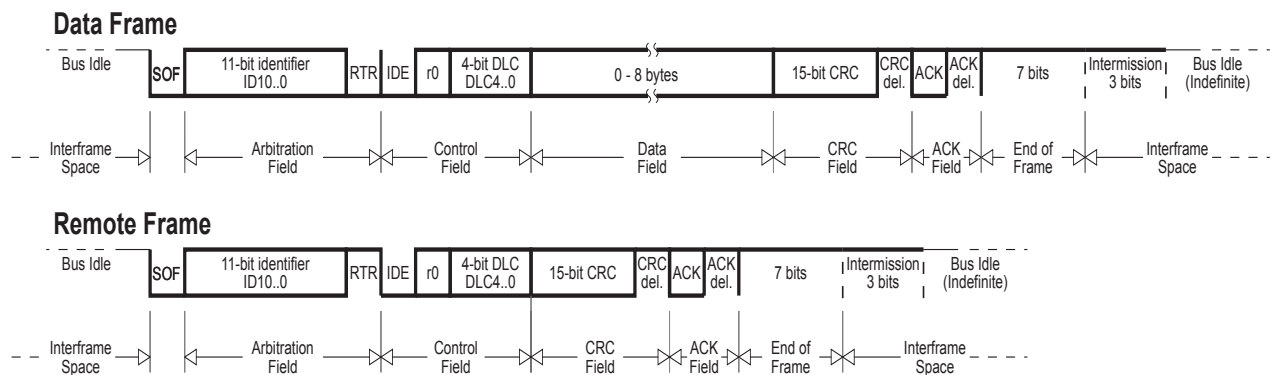 Data Frame
Bus Idle
SOF
11-bit identifier
ID10..0
RTR
IDE
r0
4-bit DLC
DLC4..0
0 - 8 bytes
15-bit CRC
CRC
del.
ACK
ACK
del.
7 bits
Intermission
3 bits
Bus Idle
(Indefinite)
Interframe
Space
Arbitration
Field
Control
Field
Data
Field
CRC
Field
ACK
Field
End of
Frame
Interframe
Space
Remote Frame
Bus Idle
SOF
11-bit identifier
ID10..0
RTR
IDE
r0
4-bit DLC
DLC4..0
15-bit CRC
CRC
del.
ACK
ACK
del.
7 bits
Intermission
3 bits
Bus Idle
(Indefinite)
Interframe
Space
Arbitration
Field
Control
Field
CRC
Field
ACK
Field
End of
Frame
Interframe
Space